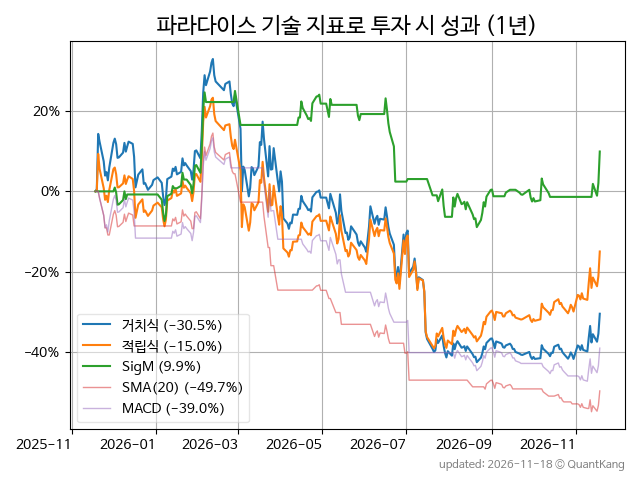 파라다이스 기술 지표로 투자 시 성과 (1년)
20%
0%
−20%
−40%
거치식 (−30.5%)
적립식 (−15.0%)
SigM (9.9%)
SMA(20) (−49.7%)
MACD (−39.0%)
2025-11 2026-01 2026-03 2026-05 2026-07 2026-09 2026-11
updated: 2026-11-18 © QuantKang